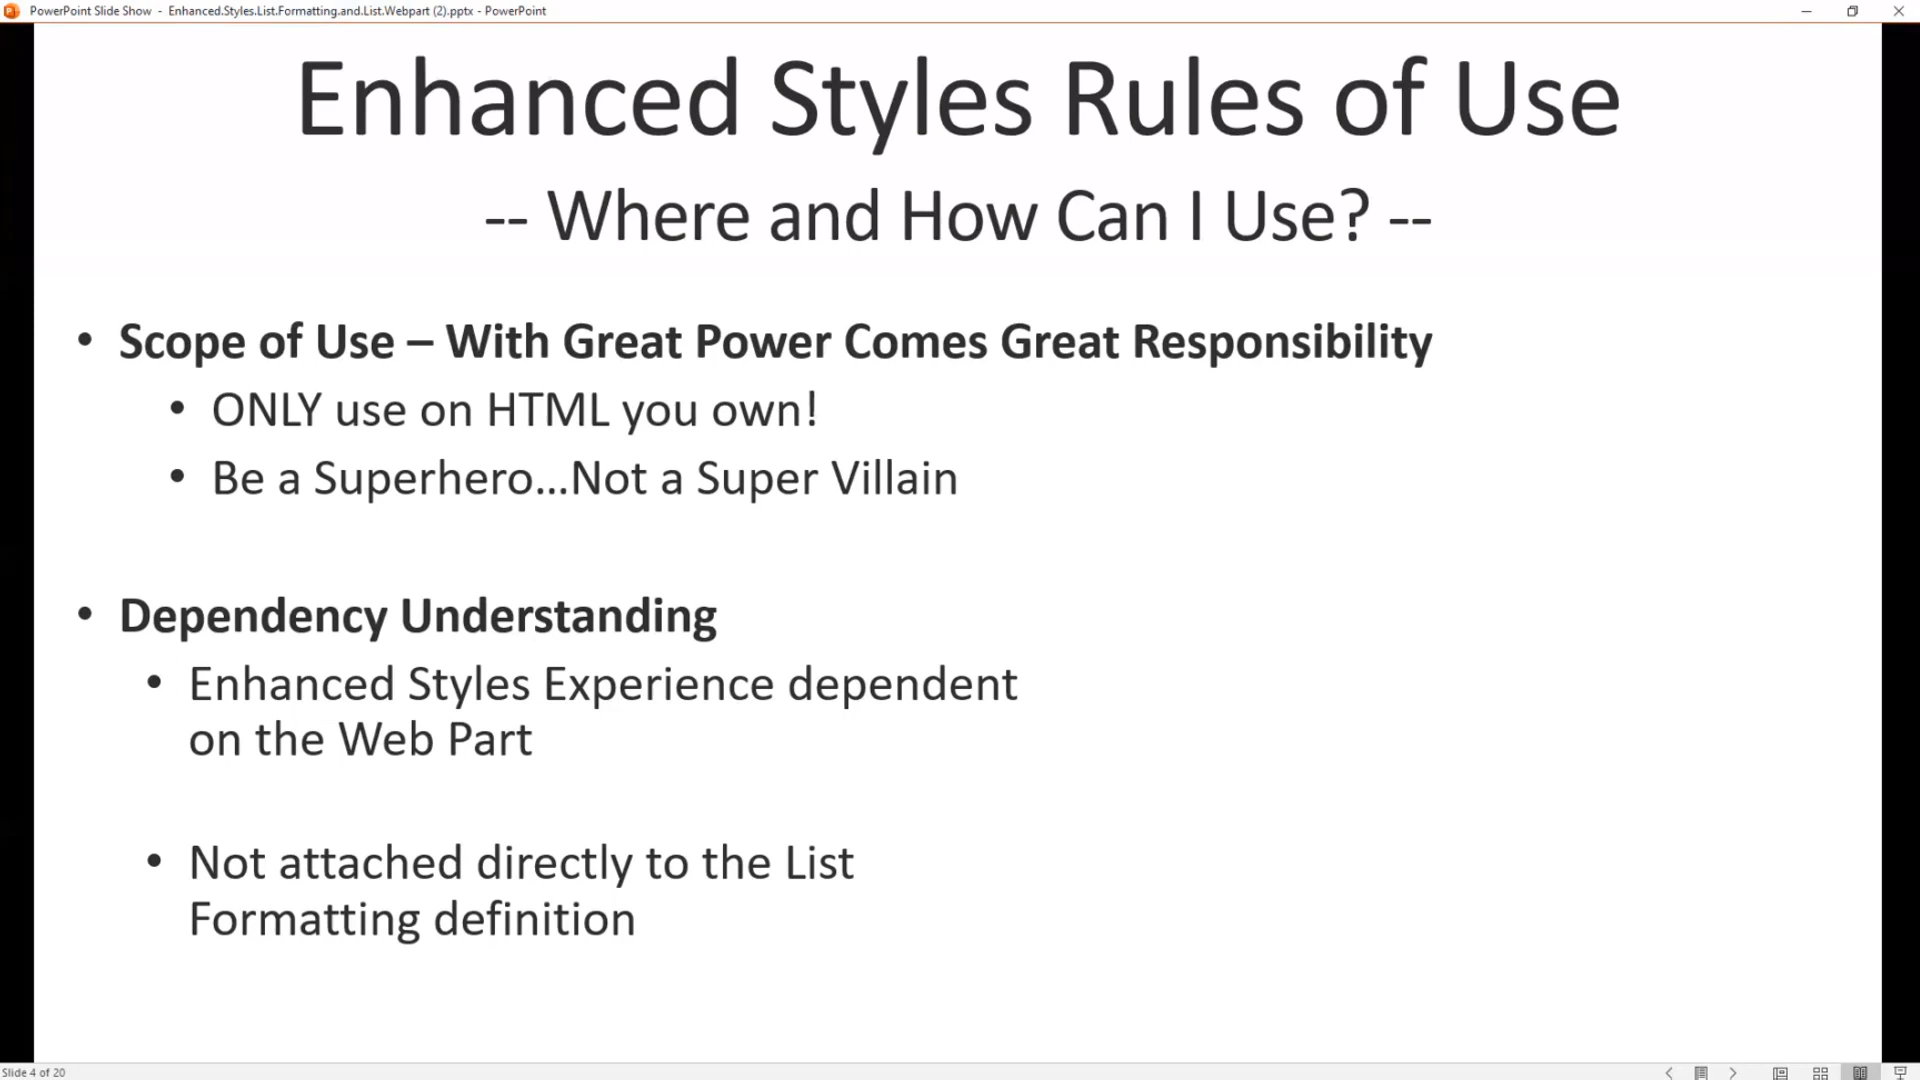 PowerPoint Slide Show - Enhanced.Styles.List.Formatting.and.List.Webpart (2).pptx - PowerPoint
Enhanced Styles Rules of Use
-- Where and How Can I Use? --
• Scope of Use – With Great Power Comes Great Responsibility
• ONLY use on HTML you own!
• Be a Superhero…Not a Super Villain
• Dependency Understanding
• Enhanced Styles Experience dependent
on the Web Part
• Not attached directly to the List
Formatting definition
Slide 4 of 20